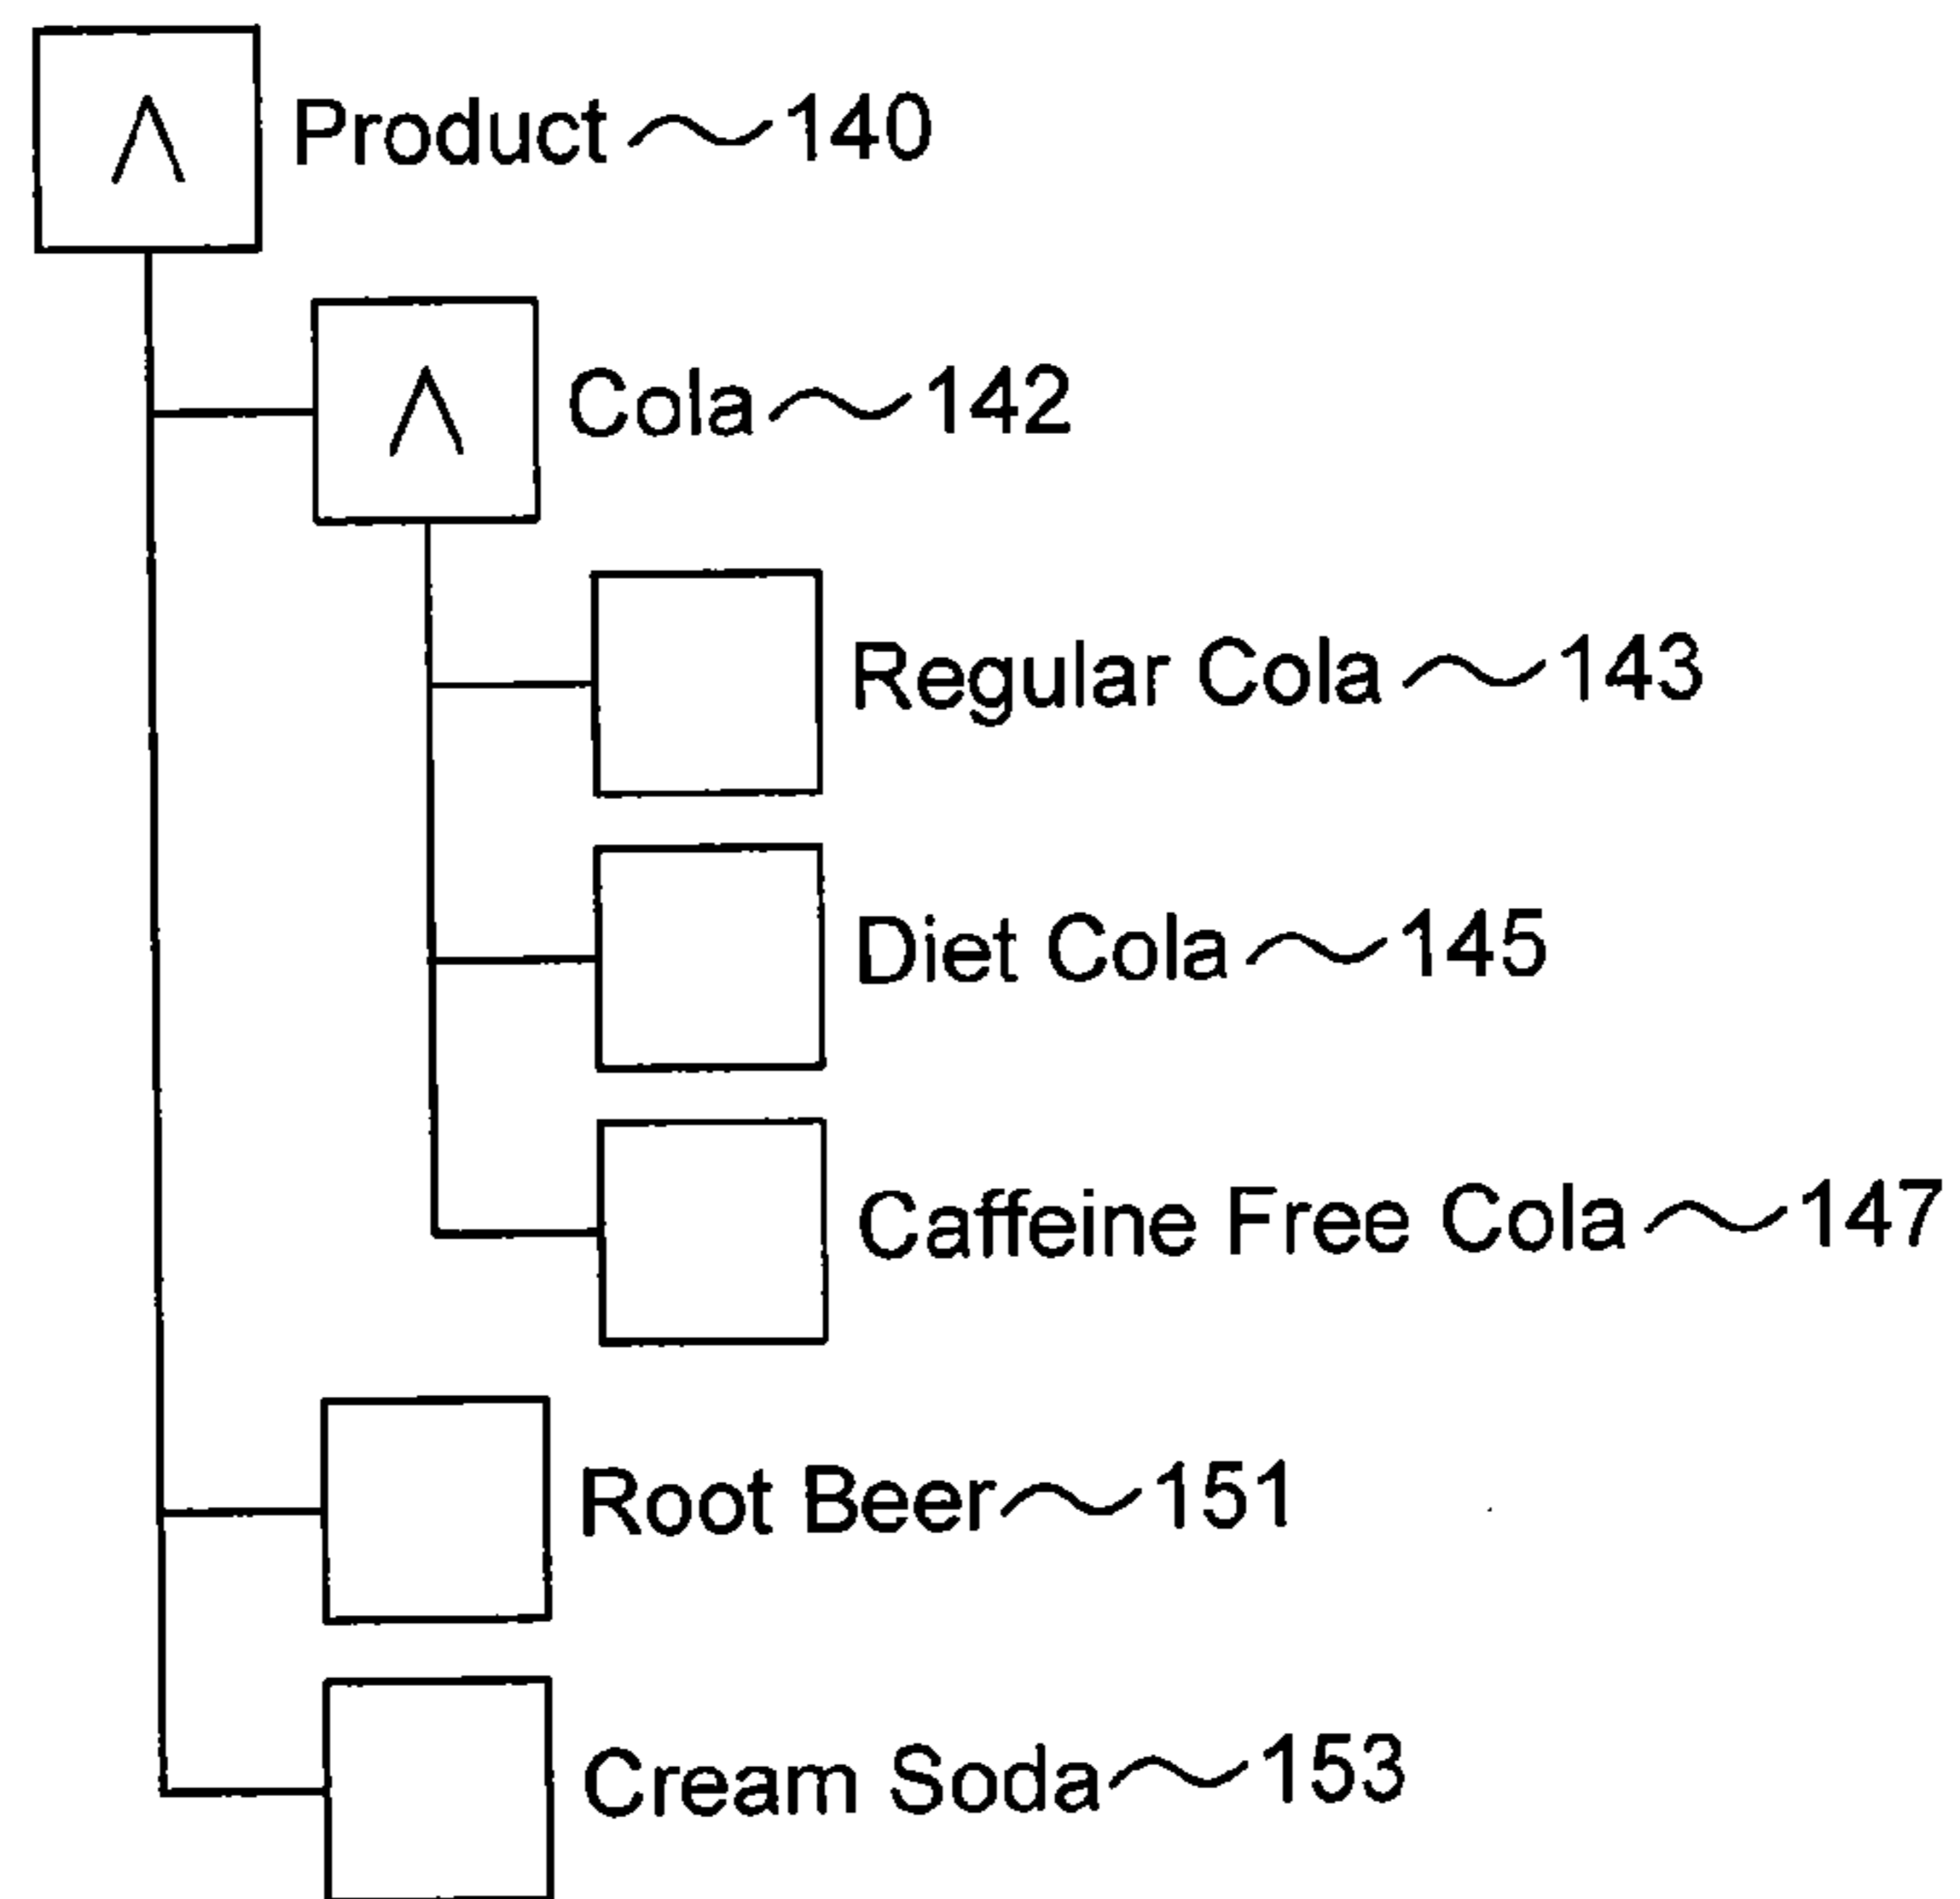 Product 140
Cola 142
Regular Cola 143
Diet Cola 145
Caffeine Free Cola 147
Root Beer 151
Cream Soda 153